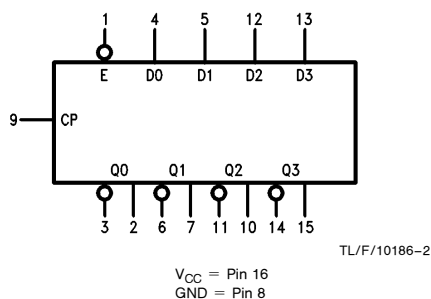 1 4 5 12 13
E D0 D1 D2 D3
9 CP
Q0 Q1 Q2 Q3
3 2 6 7 11 10 14 15
TL/F/10186–2
VCC = Pin 16
GND = Pin 8